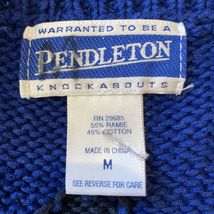 WARRANTED TO BE A
PENDLETON
KNOCKABOUTS
RN 29685
55% RAMIE
45% COTTON
MADE IN CHINA
M
SEE REVERSE FOR CARE